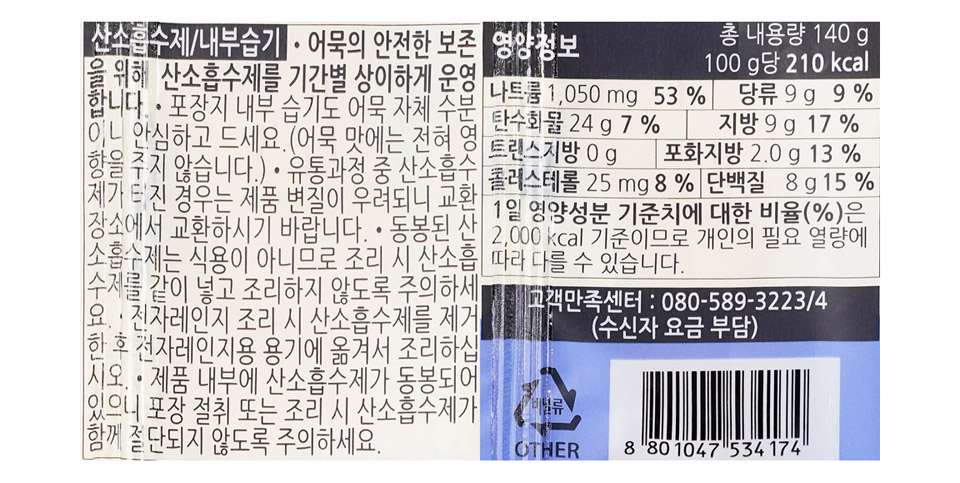 산소흡수제/내부습기 • 어묵의 안전한 보존
을 위해 산소흡수제를 기간별 상이하게 운영
합니다. • 포장지 내부 습기도 어묵 자체 수분
이니 안심하고 드세요.(어묵 맛에는 전혀 영
향을 주지 않습니다.) • 유통과정 중 산소흡수
제가 터진 경우는 제품 변질이 우려되니 교환
장소에서 교환하시기 바랍니다. • 동봉된 산
소흡수제는 식용이 아니므로 조리 시 산소흡
수제를 같이 넣고 조리하지 않도록 주의하세
요. • 전자레인지 조리 시 산소흡수제를 제거
한 후 전자레인지용 용기에 옮겨서 조리하십
시오. • 제품 내부에 산소흡수제가 동봉되어
있으니 포장 절취 또는 조리 시 산소흡수제가
함께 절단되지 않도록 주의하세요.
영양정보
총 내용량 140 g
100 g당 210 kcal
나트륨 1,050 mg 53 % 당류 9 g 9 %
탄수화물 24 g 7 % 지방 9 g 17 %
트랜스지방 0 g 포화지방 2.0 g 13 %
콜레스테롤 25 mg 8 % 단백질 8 g 15 %
1일 영양성분 기준치에 대한 비율(%)은
2,000 kcal 기준이므로 개인의 필요 열량에
따라 다를 수 있습니다.
고객만족센터 : 080-589-3223/4
(수신자 요금 부담)
비닐류
OTHER
8 801047 534174